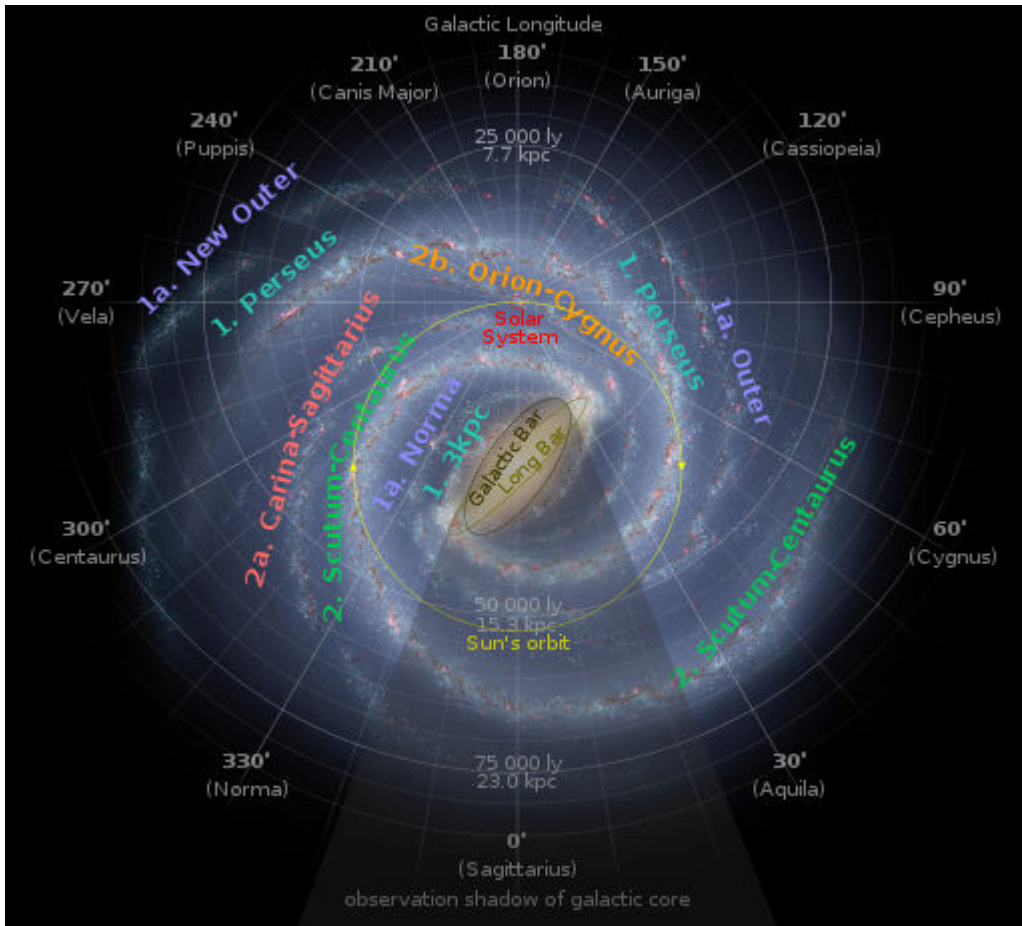 Galactic Longitude
180'
(Orion)
210'
(Canis Major)
150'
(Auriga)
240'
(Puppis)
120'
(Cassiopeia)
25 000 ly
7.7 kpc
1a. New Outer
1. Perseus
2b. Orion-Cygnus
1. Perseus
1a. Outer
270'
(Vela)
90'
(Cepheus)
Solar
System
2a. Carina-Sagittarius
2. Scutum-Centaurus
1a. Norma
1. 3kpc
Galactic Bar
Long Bar
2. Scutum-Centaurus
300'
(Centaurus)
60'
(Cygnus)
50 000 ly
15.3 kpc
Sun's orbit
330'
(Norma)
30'
(Aquila)
75 000 ly
23.0 kpc
0'
(Sagittarius)
observation shadow of galactic core